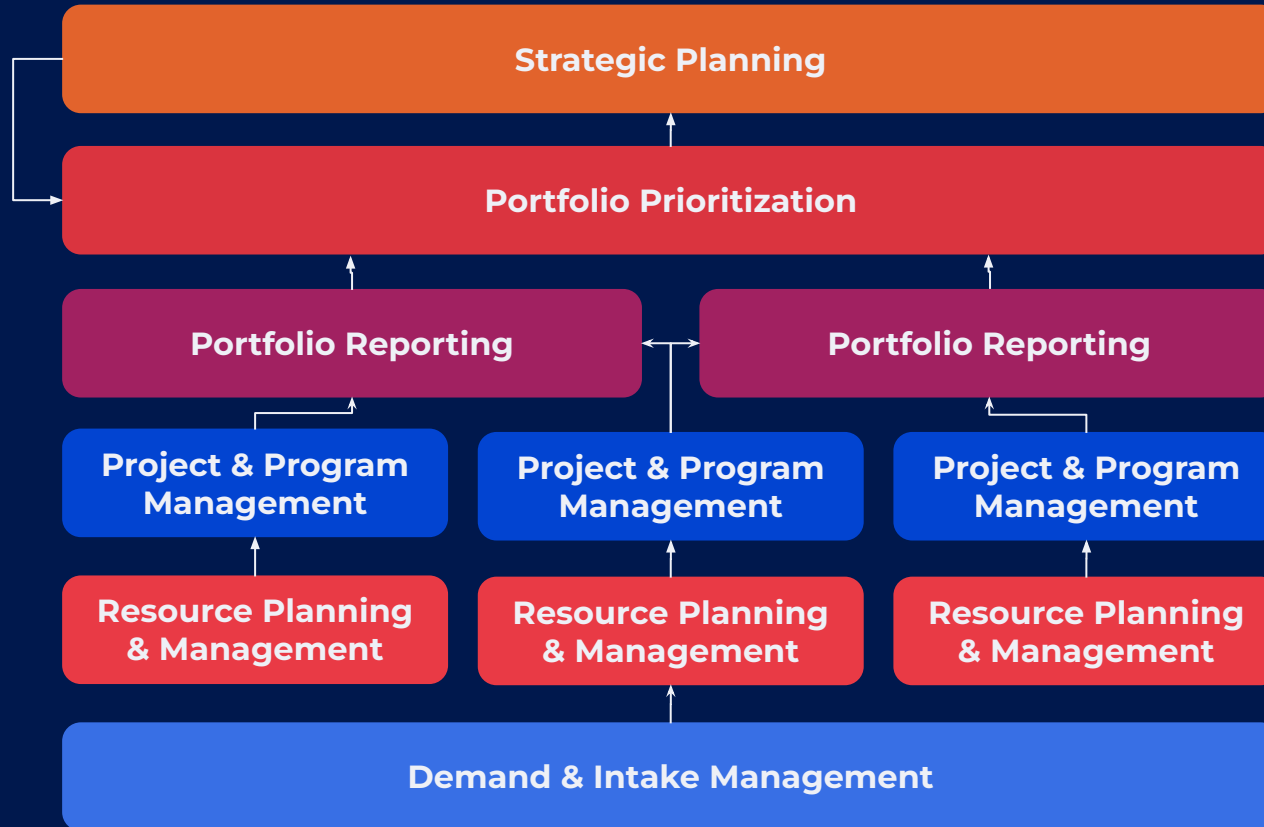 Strategic Planning
Portfolio Prioritization
Portfolio Reporting
Portfolio Reporting
Project & Program
Management
Project & Program
Management
Project & Program
Management
Resource Planning
& Management
Resource Planning
& Management
Resource Planning
& Management
Demand & Intake Management